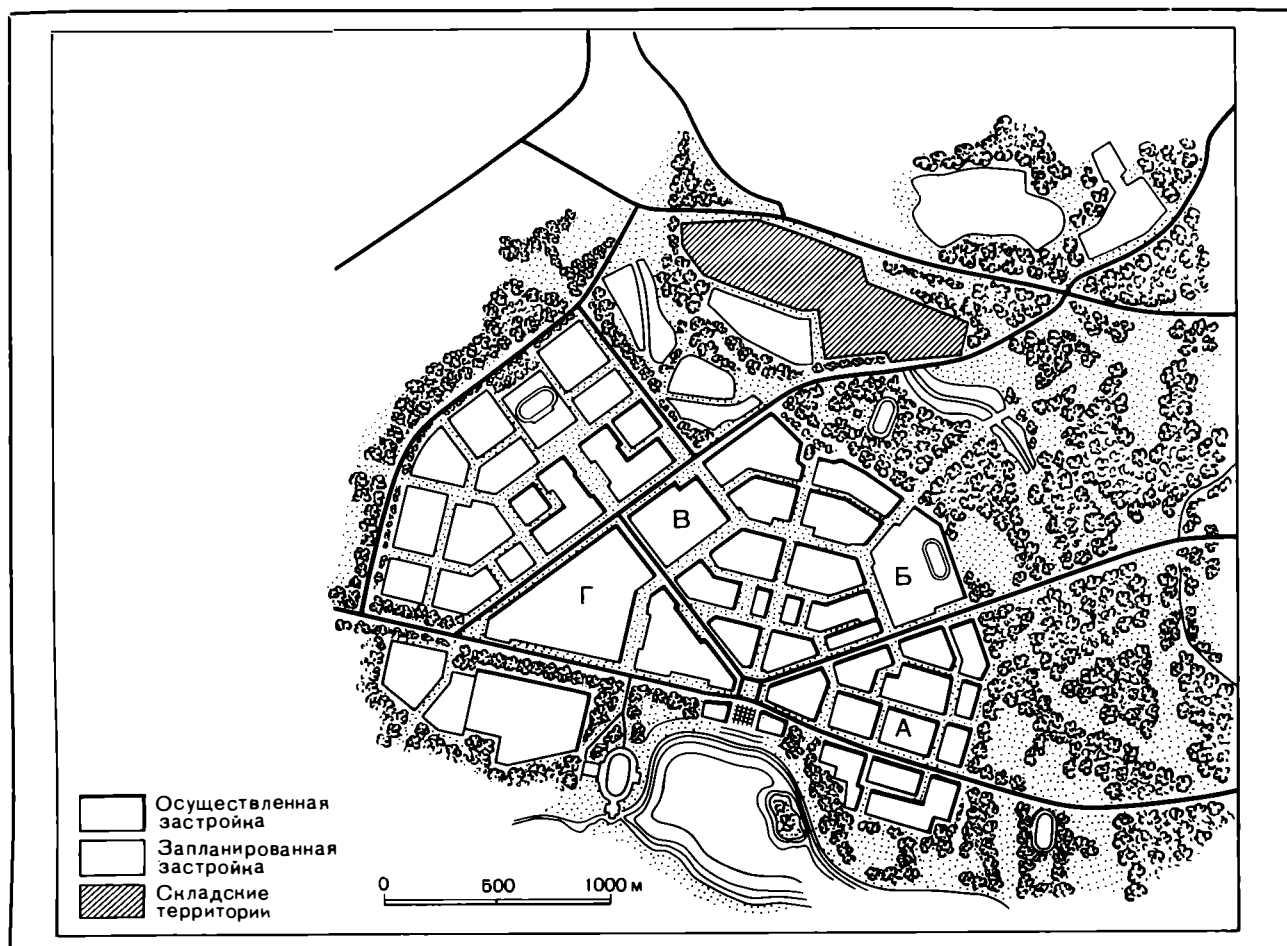 В
Б
Г
А
Осуществленная
застройка
Запланированная
застройка
Складские
территории
0 500 1000 м